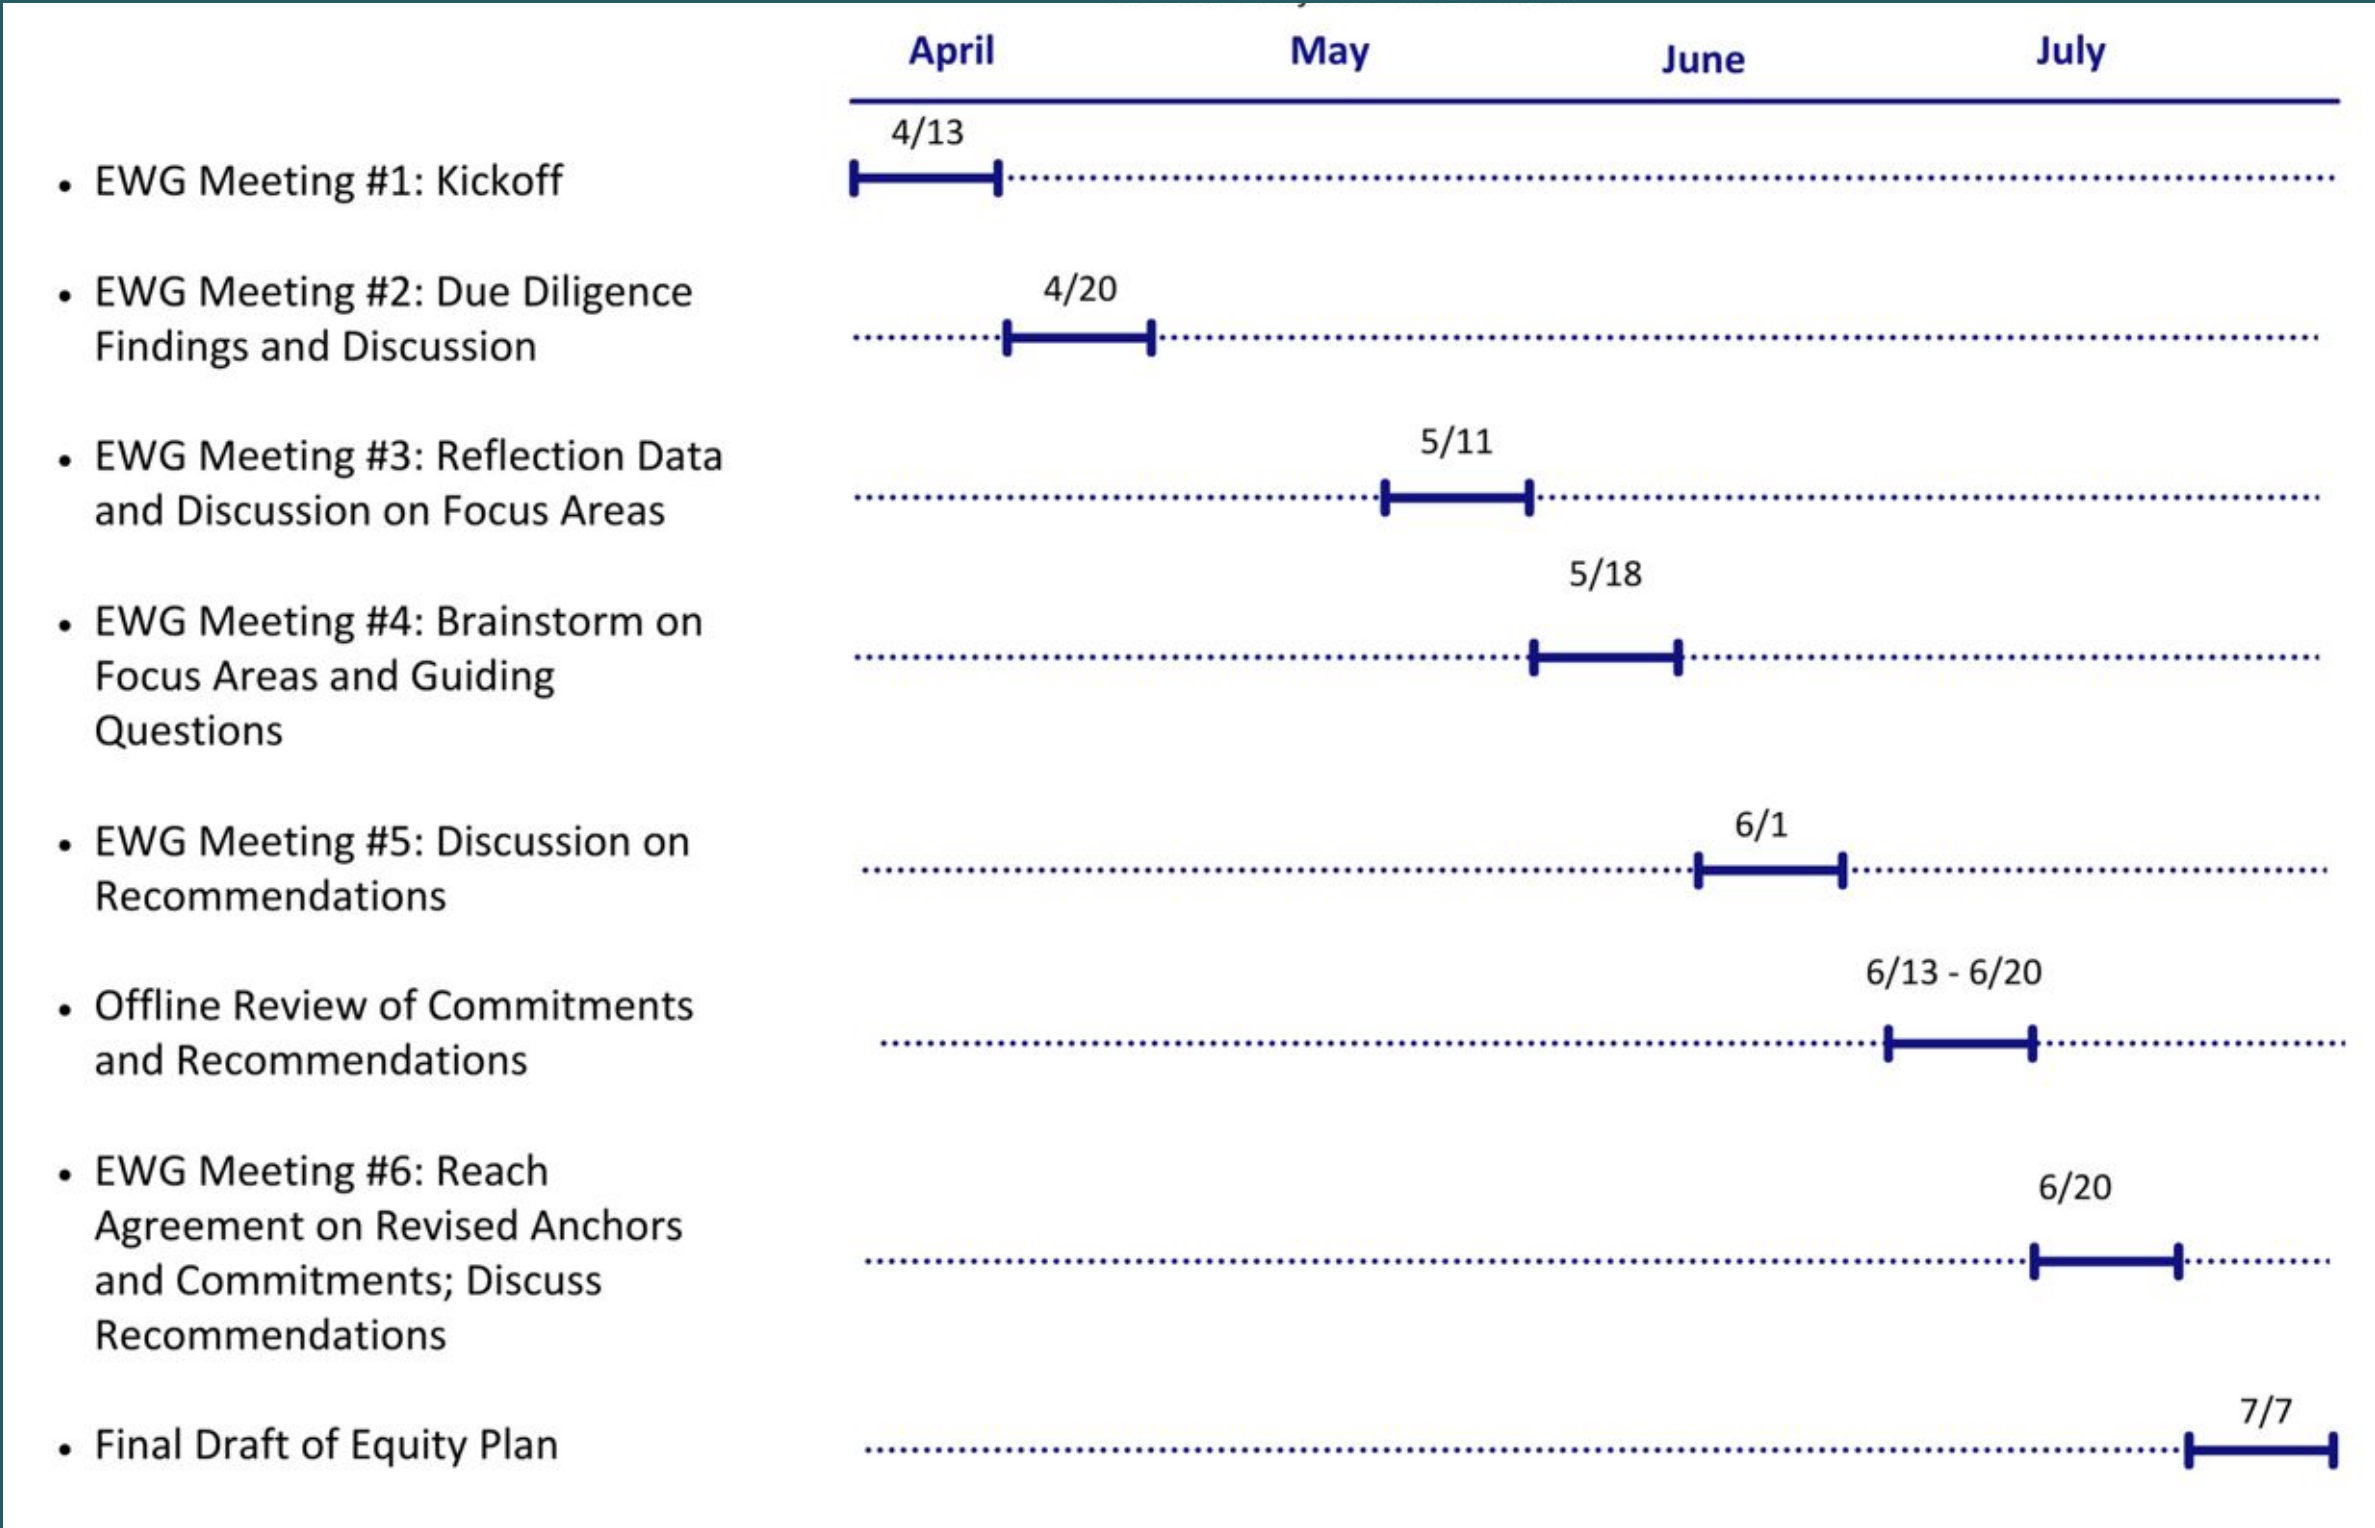 April May June July
4/13
• EWG Meeting #1: Kickoff
4/20
• EWG Meeting #2: Due Diligence
Findings and Discussion
5/11
• EWG Meeting #3: Reflection Data
and Discussion on Focus Areas
5/18
• EWG Meeting #4: Brainstorm on
Focus Areas and Guiding
Questions
6/1
• EWG Meeting #5: Discussion on
Recommendations
6/13 - 6/20
• Offline Review of Commitments
and Recommendations
• EWG Meeting #6: Reach
6/20
Agreement on Revised Anchors
and Commitments; Discuss
Recommendations
7/7
• Final Draft of Equity Plan